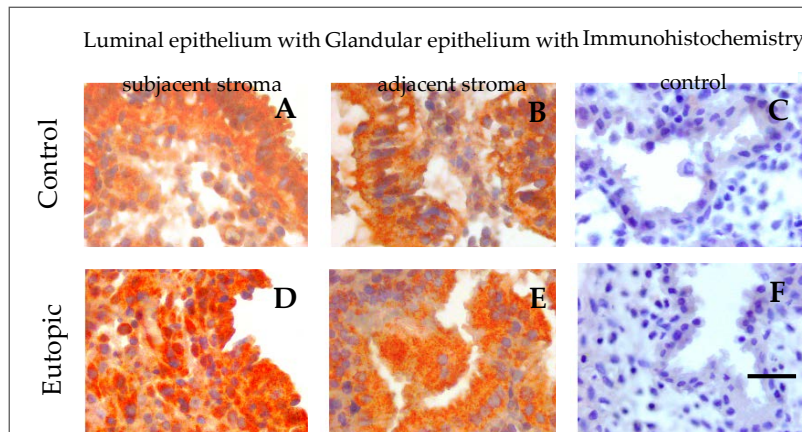 Luminal epithelium with Glandular epithelium with Immunohistochemistry
subjacent stroma adjacent stroma control
A B C
Control
D E F
Eutopic